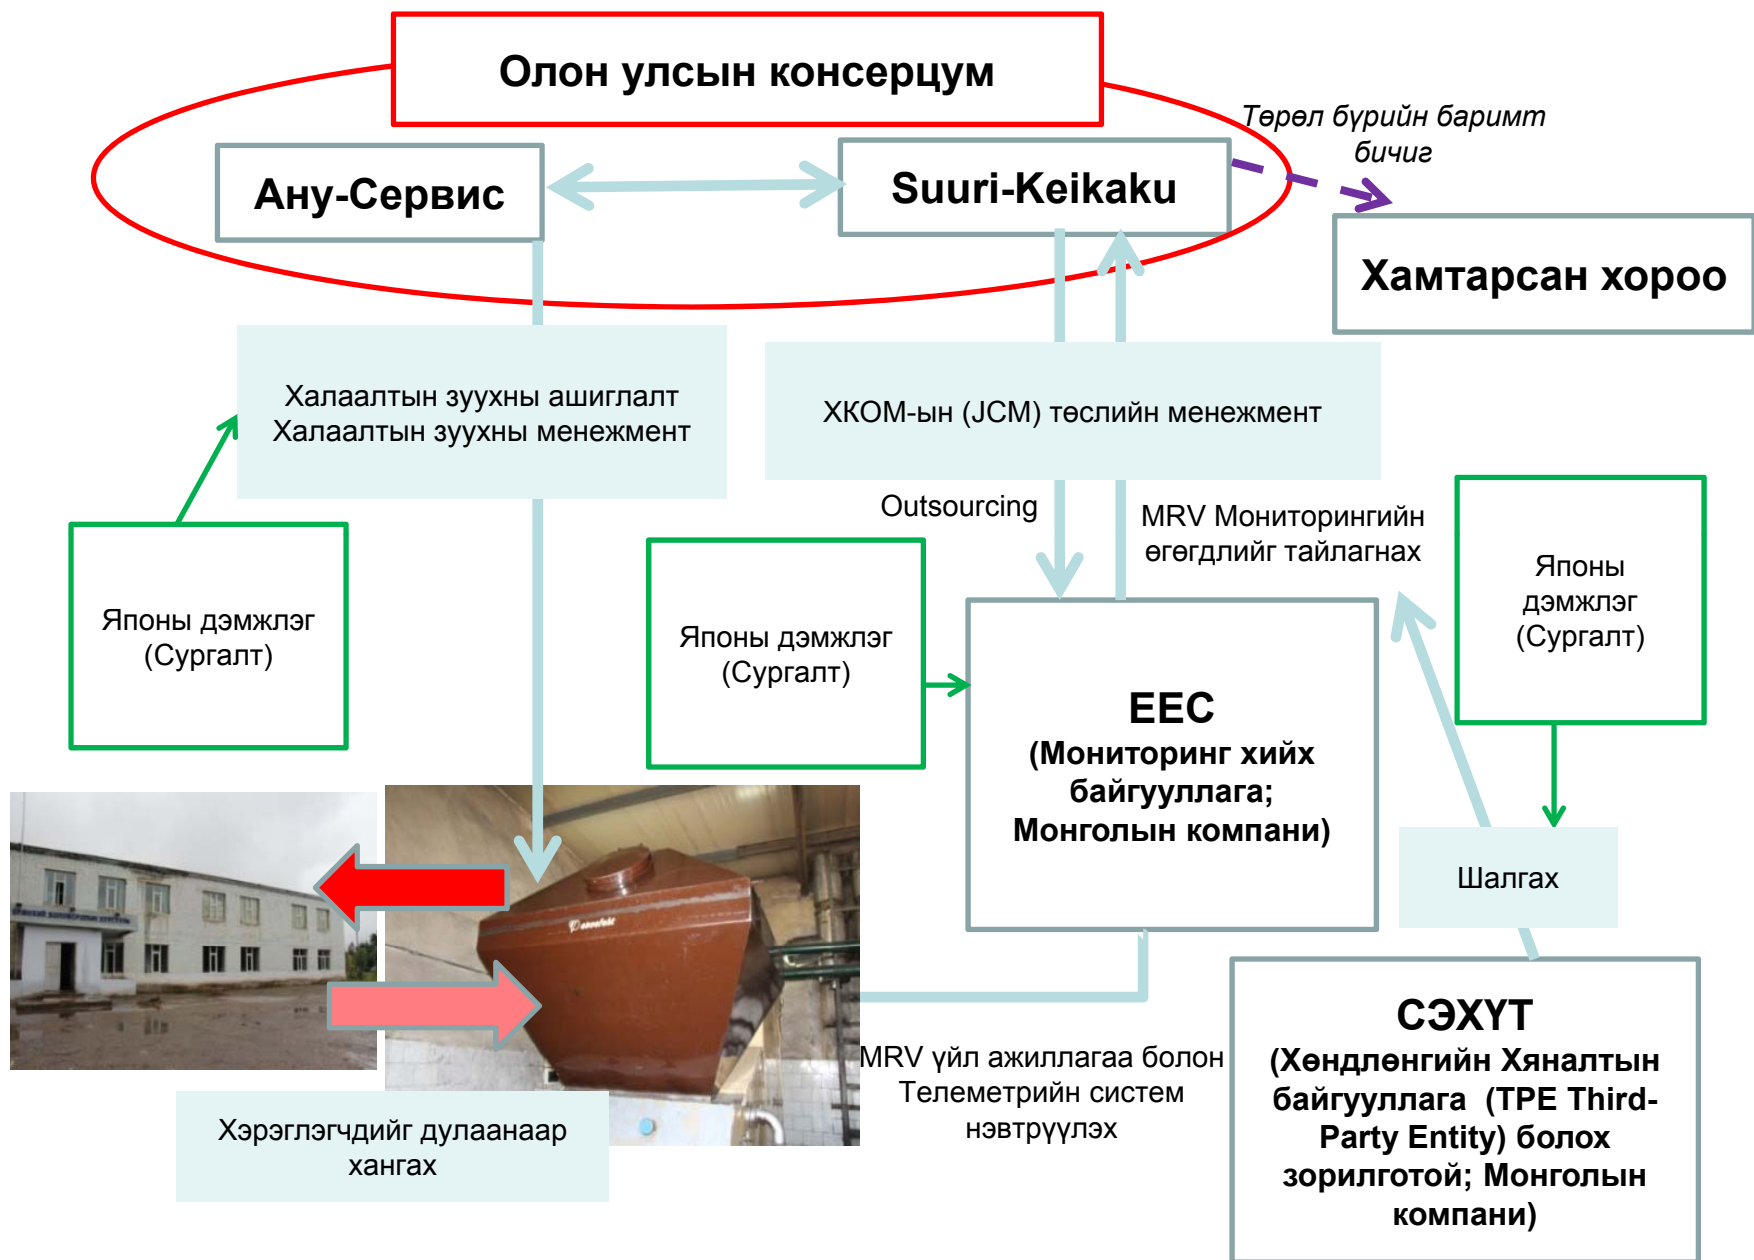 Олон улсын консерцум
Төрөл бүрийн баримт
бичиг
Ану-Сервис
Suuri-Keikaku
Хамтарсан хороо
Халаалтын зуухны ашиглалт
Халаалтын зуухны менежмент
ХКОМ-ын (JCM) төслийн менежмент
Outsourcing
MRV Мониторингийн
өгөгдлийг тайлагнах
Японы дэмжлэг
(Сургалт)
Японы дэмжлэг
(Сургалт)
Японы
дэмжлэг
(Сургалт)
ЕЕС
(Мониторинг хийх
байгууллага;
Монголын компани)
Шалгах
MRV үйл ажиллагаа болон
Телеметрийн систем
нэвтрүүлэх
Хэрэглэгчдийг дулаанаар
хангах
СЭХҮТ
(Хөндлөнгийн Хяналтын
байгууллага (TPE Third-
Party Entity) болох
зорилготой; Монголын
компани)